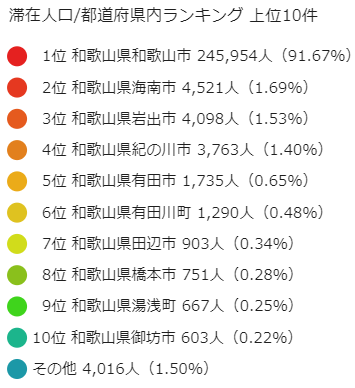 滞在人口/都道府県内ランキング 上位10件
1位 和歌山県和歌山市 245,954人（91.67%）
2位 和歌山県海南市 4,521人（1.69%）
3位 和歌山県岩出市 4,098人（1.53%）
4位 和歌山県紀の川市 3,763人（1.40%）
5位 和歌山県有田市 1,735人（0.65%）
6位 和歌山県有田川町 1,290人（0.48%）
7位 和歌山県田辺市 903人（0.34%）
8位 和歌山県橋本市 751人（0.28%）
9位 和歌山県湯浅町 667人（0.25%）
10位 和歌山県御坊市 603人（0.22%）
その他 4,016人（1.50%）